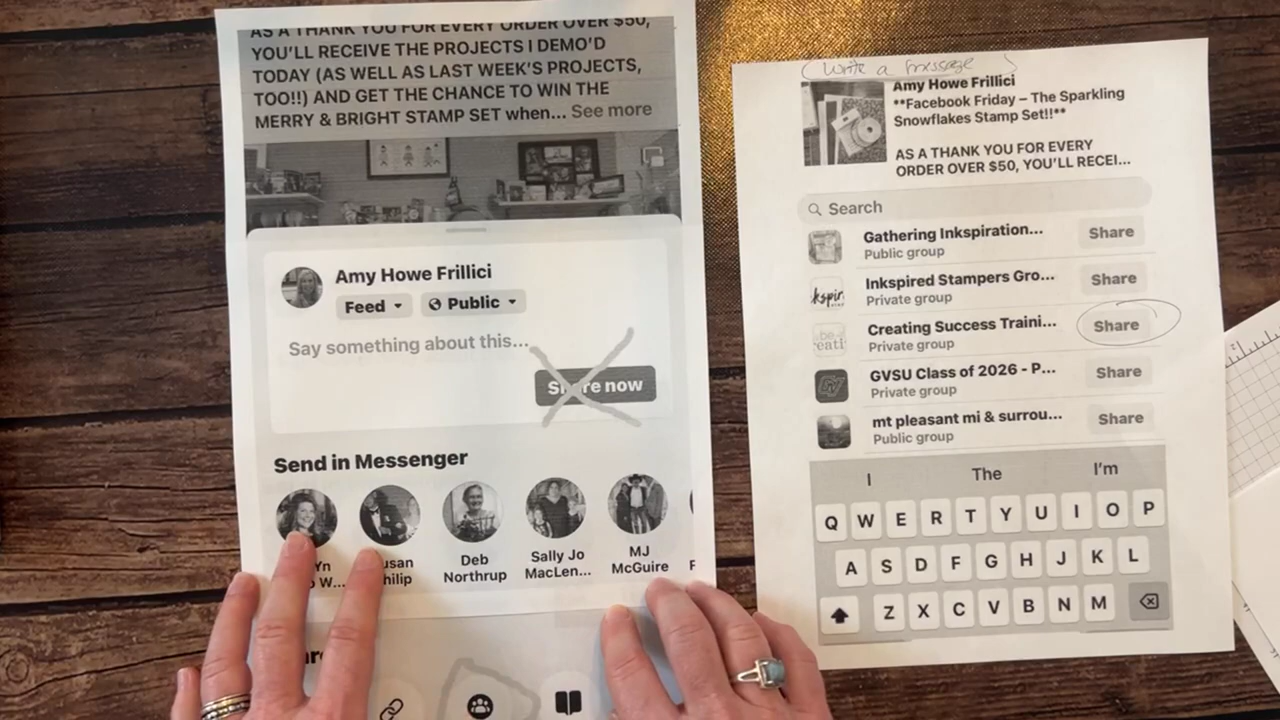 AS A THANK YOU FOR EVERY ORDER OVER $50,
YOU'LL RECEIVE THE PROJECTS I DEMO'D
TODAY (AS WELL AS LAST WEEK'S PROJECTS,
TOO!!) AND GET THE CHANCE TO WIN THE
MERRY & BRIGHT STAMP SET when... See more
Amy Howe Frillici
Feed
Public
Say something about this...
Share now
Send in Messenger
Deb
Northrup
Sally Jo
MacLen...
MJ
McGuire
(Write a message)
Amy Howe Frillici
**Facebook Friday – The Sparkling
Snowflakes Stamp Set!!**
AS A THANK YOU FOR EVERY
ORDER OVER $50, YOU'LL RECEI...
Search
Gathering Inkspiration... Share
Public group
Inkspired Stampers Gro... Share
Private group
Creating Success Traini... Share
Private group
GVSU Class of 2026 - P... Share
Private group
mt pleasant mi & surrou... Share
Public group
I The I'm
Q W E R T Y U I O P
A S D F G H J K L
Z X C V B N M